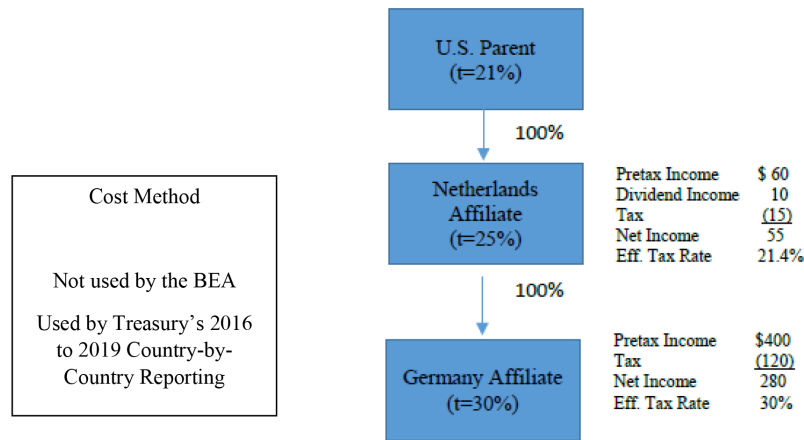 U.S. Parent
(t=21%)
100%
Cost Method
Not used by the BEA
Used by Treasury’s 2016
to 2019 Country-by-
Country Reporting
Netherlands
Affiliate
(t=25%)
Pretax Income $ 60
Dividend Income 10
Tax (15)
Net Income 55
Eff. Tax Rate 21.4%
100%
Germany Affiliate
(t=30%)
Pretax Income $400
Tax (120)
Net Income 280
Eff. Tax Rate 30%